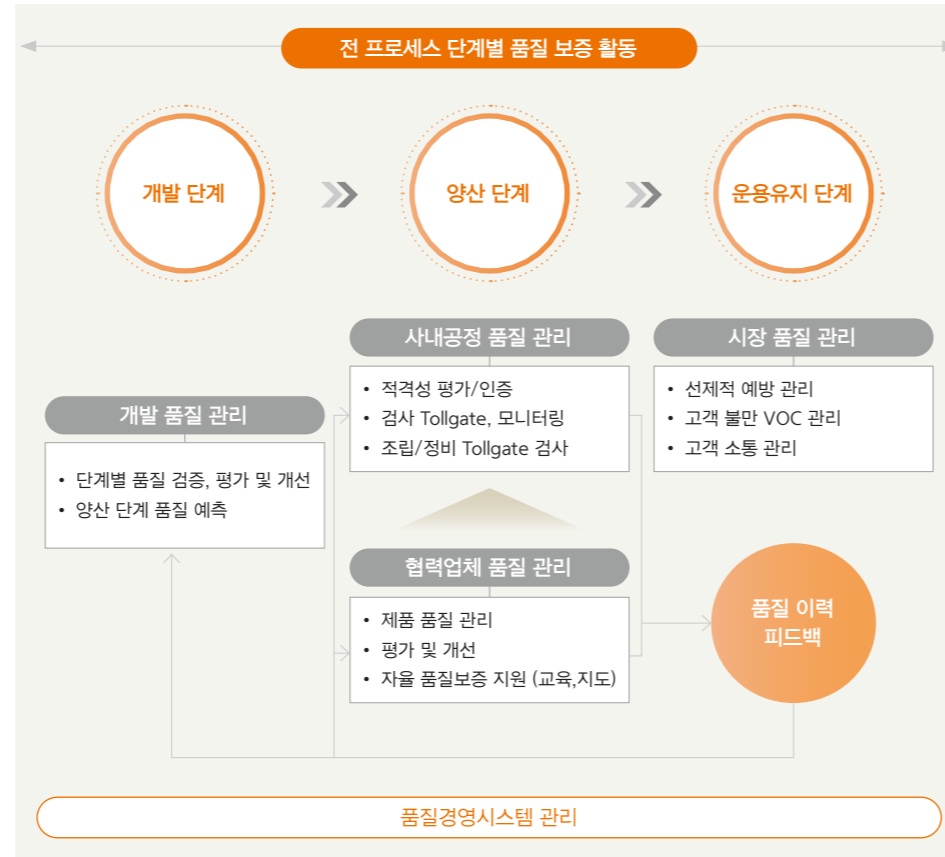 전 프로세스 단계별 품질 보증 활동
개발 단계
양산 단계
운용유지 단계
개발 품질 관리
• 단계별 품질 검증, 평가 및 개선
• 양산 단계 품질 예측
사내공정 품질 관리
• 적격성 평가/인증
• 검사 Tollgate, 모니터링
• 조립/정비 Tollgate 검사
협력업체 품질 관리
• 제품 품질 관리
• 평가 및 개선
• 자율 품질보증 지원 (교육,지도)
시장 품질 관리
• 선제적 예방 관리
• 고객 불만 VOC 관리
• 고객 소통 관리
품질 이력
피드백
품질경영시스템 관리